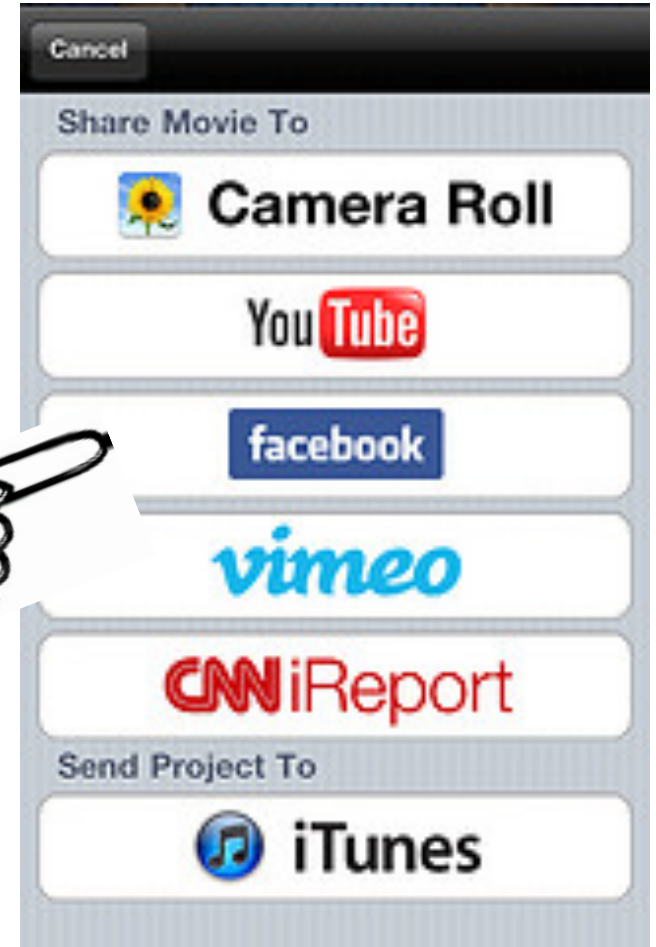 Cancel
Share Movie To
Camera Roll
YouTube
facebook
vimeo
CNN iReport
Send Project To
iTunes